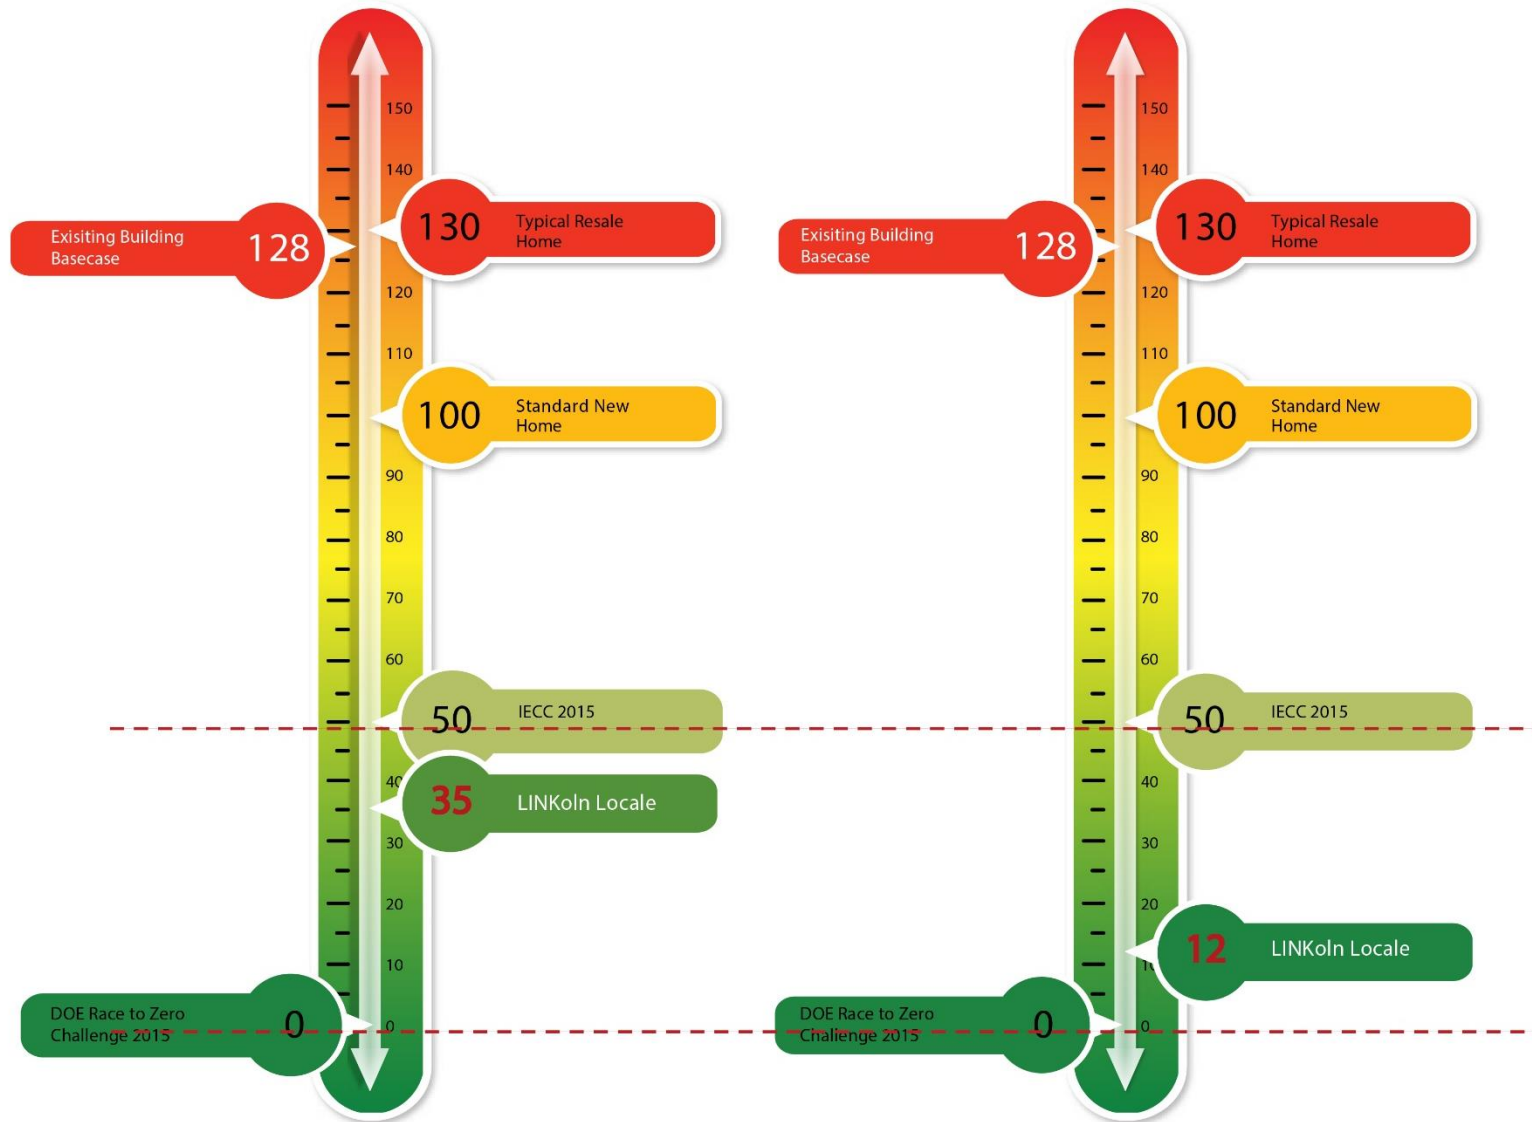 150
140
Exisiting Building
Basecase
128
130
Typical Resale
Home
120
110
100
Standard New
Home
90
80
70
60
50
IECC 2015
40
35
LINKoln Locale
30
20
10
DOE Race to Zero
Challenge 2015
0
0
150
140
Exisiting Building
Basecase
128
130
Typical Resale
Home
120
110
100
Standard New
Home
90
80
70
60
50
IECC 2015
40
30
20
12
LINKoln Locale
10
DOE Race to Zero
Challenge 2015
0
0